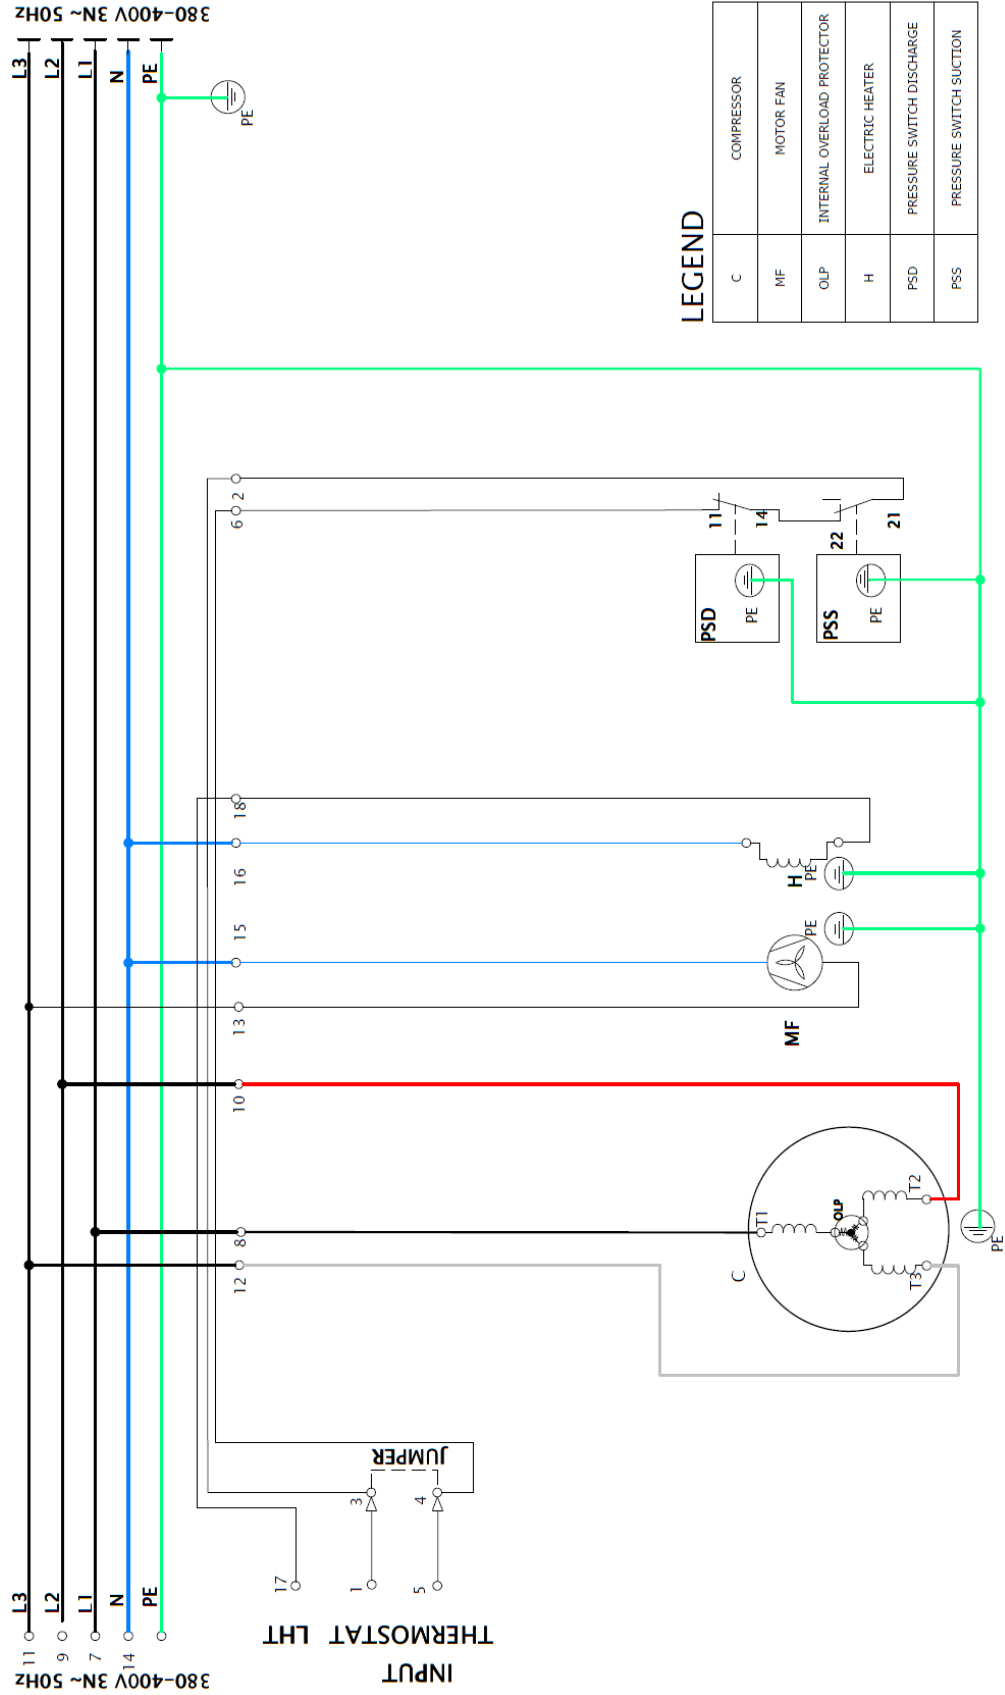 380-400V 3N~ 50Hz
L3
L2
L1
N
PE
PE
LEGEND
C COMPRESSOR
MF MOTOR FAN
OLP INTERNAL OVERLOAD PROTECTOR
H ELECTRIC HEATER
PSD PRESSURE SWITCH DISCHARGE
PSS PRESSURE SWITCH SUCTION
2
6
11
14
22
21
PSD
PE
PSS
PE
18
16
H
PE
15
PE
13
MF
10
8
12
T1
OLP
T2
T3
C
PE
JUMPER
3
4
17
1
5
THERMOSTAT LHT
INPUT
L3
L2
L1
N
PE
11
9
7
14
380-400V 3N~ 50Hz